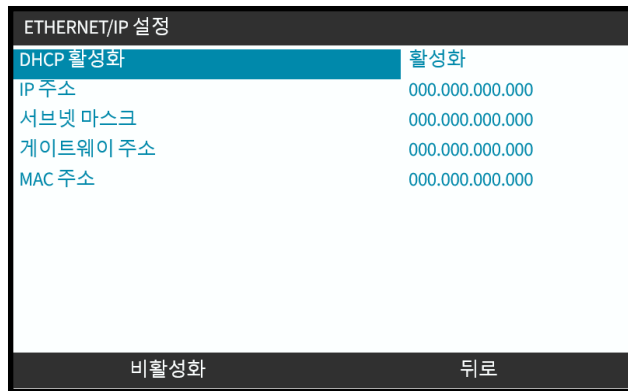 ETHERNET/IP 설정
DHCP 활성화 활성화
IP 주소 000.000.000.000
서브넷 마스크 000.000.000.000
게이트웨이 주소 000.000.000.000
MAC 주소 000.000.000.000
비활성화 뒤로